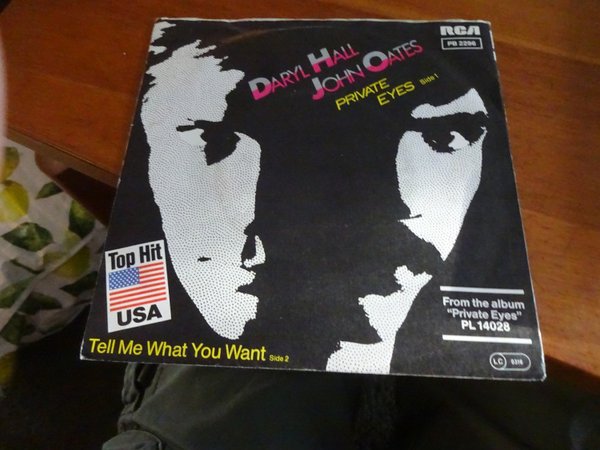 RCA
PB 2296
DARYL HALL
JOHN OATES
PRIVATE
EYES Side 1
Top Hit
USA
From the album
"Private Eyes"
PL 14028
Tell Me What You Want Side 2
LC 0316